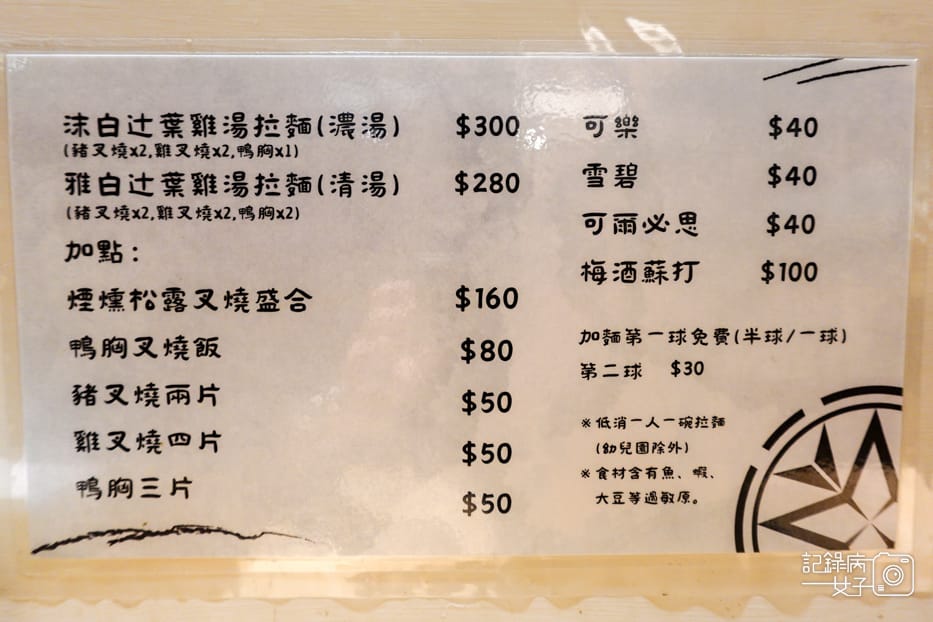 沫白辻葉雞湯拉麵(濃湯) $300
(豬叉燒x2,雞叉燒x2,鴨胸x1)
雅白辻葉雞湯拉麵(清湯) $280
(豬叉燒x2,雞叉燒x2,鴨胸x2)
加點:
煙燻松露叉燒盛合 $160
鴨胸叉燒飯 $80
豬叉燒兩片 $50
雞叉燒四片 $50
鴨胸三片 $50
可樂 $40
雪碧 $40
可爾必思 $40
梅酒蘇打 $100
加麵第一球免費(半球/一球)
第二球 $30
※低消一人一碗拉麵
(幼兒園除外)
※食材含有魚、蝦、
大豆等過敏原。
記錄病
女子